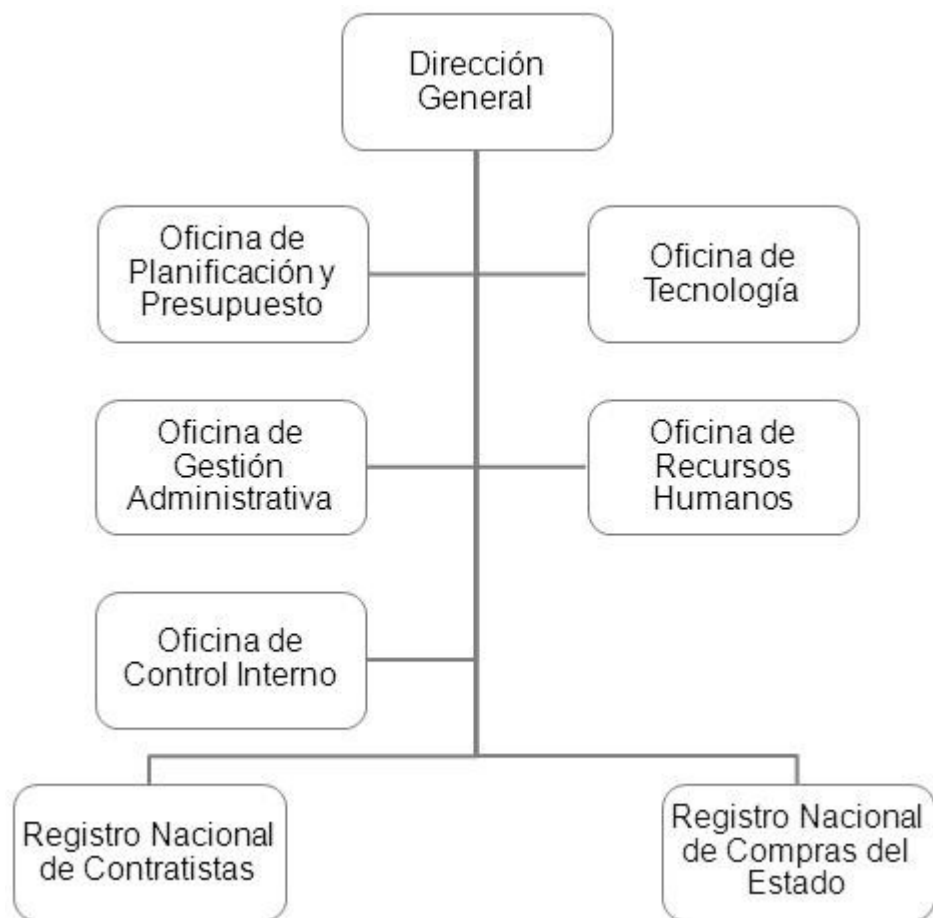 Dirección
General
Oficina de
Planificación y
Presupuesto
Oficina de
Tecnología
Oficina de
Gestión
Administrativa
Oficina de
Recursos
Humanos
Oficina de
Control Interno
Registro Nacional
de Contratistas
Registro Nacional
de Compras del
Estado